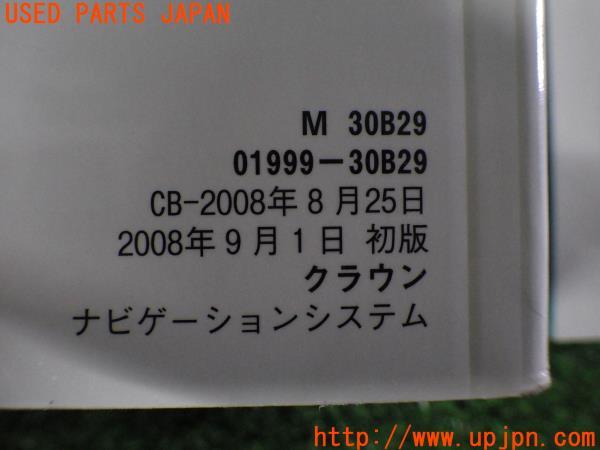 USED PARTS JAPAN
M 30B29
01999-30B29
CB-2008年8月25日
2008年9月1日 初版
クラウン
ナビゲーションシステム
http://www.upjpn.com